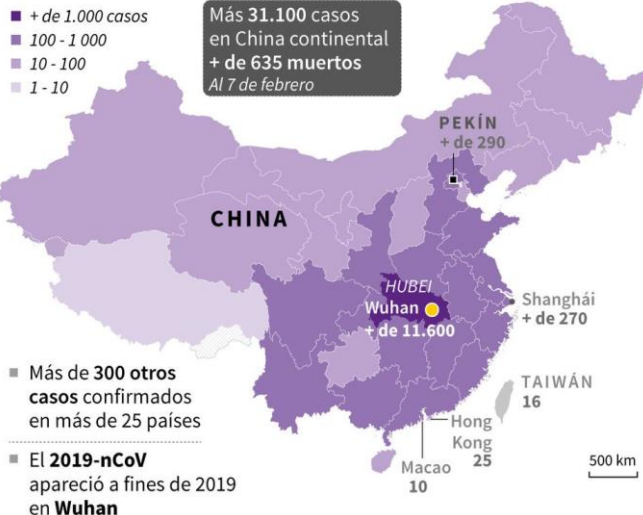 + de 1.000 casos
100 - 1 000
10 - 100
1 - 10
Más 31.100 casos
en China continental
+ de 635 muertos
Al 7 de febrero
PEKÍN
+ de 290
CHINA
HUBEI
Wuhan
+ de 11.600
Shanghái
+ de 270
TAIWÁN
16
Hong
Kong
25
Macao
10
Más de 300 otros
casos confirmados
en más de 25 países
El 2019-nCoV
apareció a fines de 2019
en Wuhan
500 km